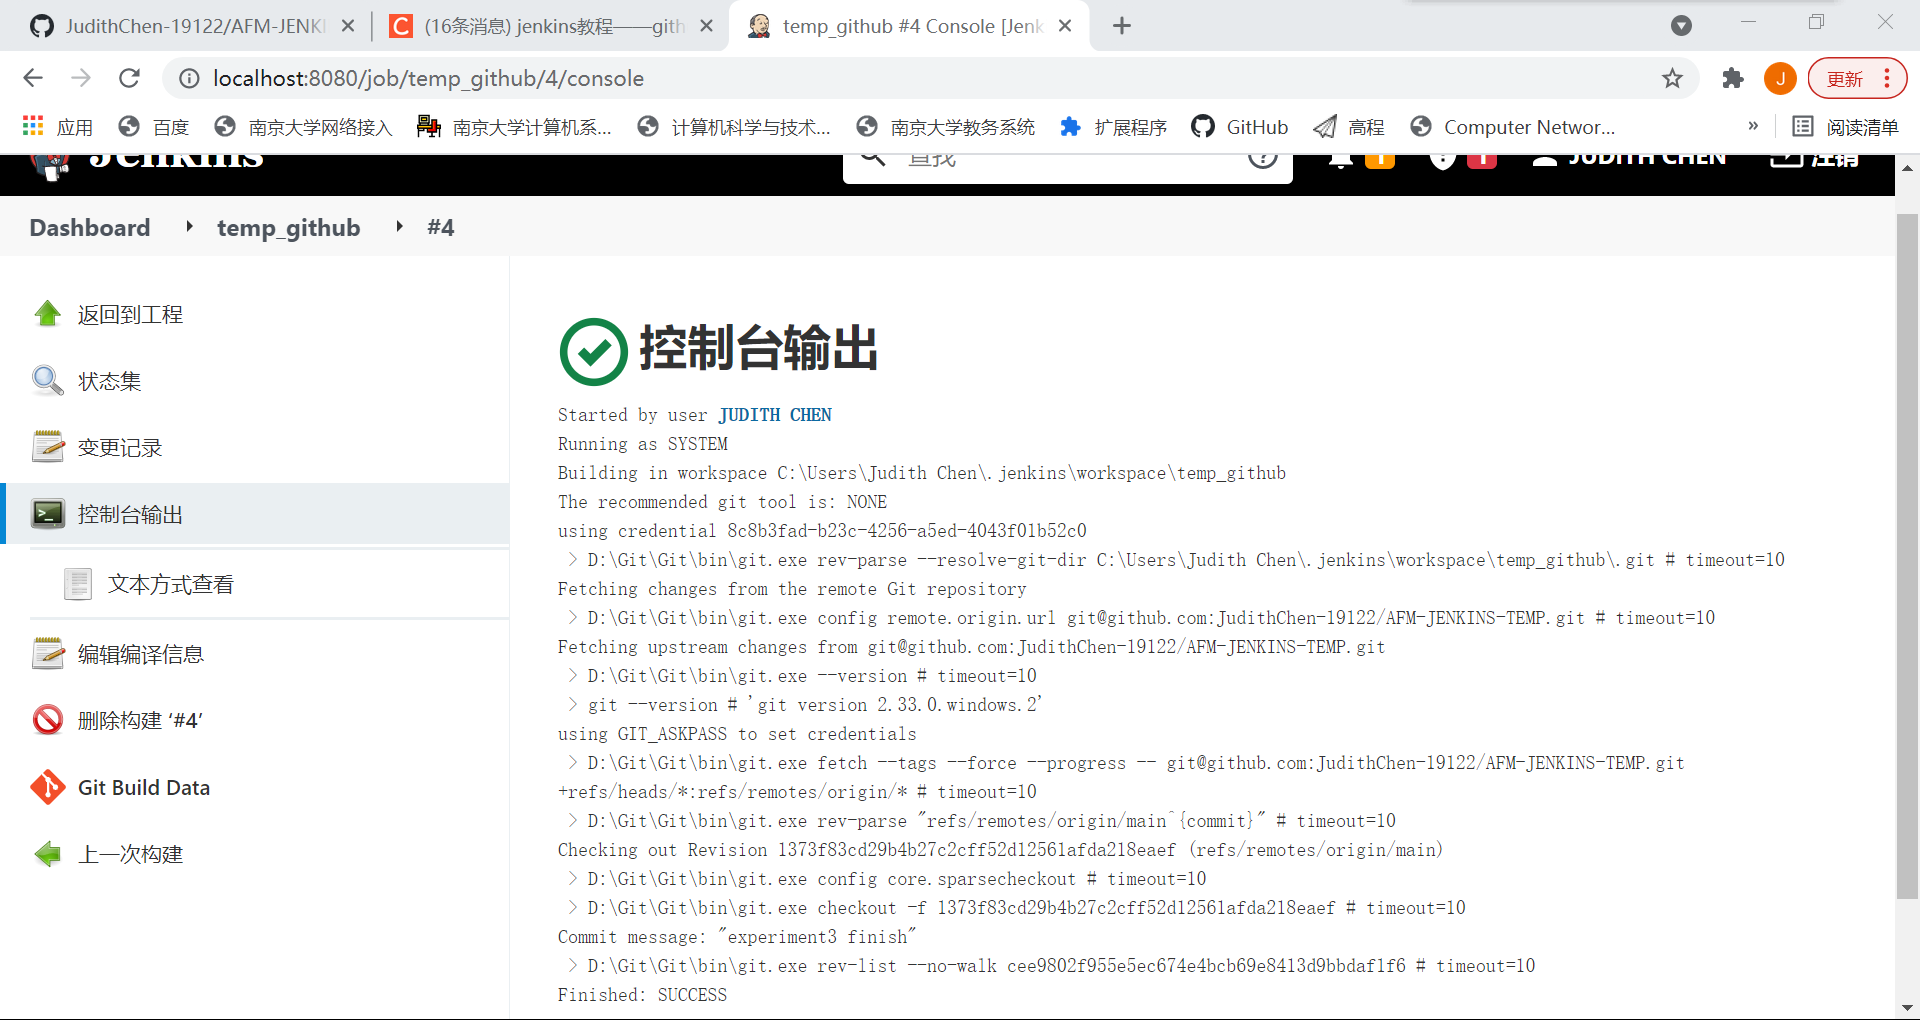 JudithChen-19122/AFM-JENKI
(16条消息) jenkins教程——gith
temp_github #4 Console [Jenk
localhost:8080/job/temp_github/4/console
J
更新
应用
百度
南京大学网络接入
南京大学计算机系...
计算机科学与技术...
南京大学教务系统
扩展程序
GitHub
高程
Computer Networ...
»
阅读清单
Jenkins
查找
1
1
JUDITH CHEN
注销
Dashboard
temp_github
#4
返回到工程
状态集
变更记录
控制台输出
文本方式查看
编辑编译信息
删除构建 ‘#4’
Git Build Data
上一次构建
控制台输出
Started by user JUDITH CHEN
Running as SYSTEM
Building in workspace C:\Users\Judith Chen\.jenkins\workspace\temp_github
The recommended git tool is: NONE
using credential 8c8b3fad-b23c-4256-a5ed-4043f01b52c0
> D:\Git\Git\bin\git.exe rev-parse --resolve-git-dir C:\Users\Judith Chen\.jenkins\workspace\temp_github\.git # timeout=10
Fetching changes from the remote Git repository
> D:\Git\Git\bin\git.exe config remote.origin.url git@github.com:JudithChen-19122/AFM-JENKINS-TEMP.git # timeout=10
Fetching upstream changes from git@github.com:JudithChen-19122/AFM-JENKINS-TEMP.git
> D:\Git\Git\bin\git.exe --version # timeout=10
> git --version # 'git version 2.33.0.windows.2'
using GIT_ASKPASS to set credentials
> D:\Git\Git\bin\git.exe fetch --tags --force --progress -- git@github.com:JudithChen-19122/AFM-JENKINS-TEMP.git
+refs/heads/*:refs/remotes/origin/* # timeout=10
> D:\Git\Git\bin\git.exe rev-parse "refs/remotes/origin/main^{commit}" # timeout=10
Checking out Revision 1373f83cd29b4b27c2cff52d12561afda218eaef (refs/remotes/origin/main)
> D:\Git\Git\bin\git.exe config core.sparsecheckout # timeout=10
> D:\Git\Git\bin\git.exe checkout -f 1373f83cd29b4b27c2cff52d12561afda218eaef # timeout=10
Commit message: "experiment3 finish"
> D:\Git\Git\bin\git.exe rev-list --no-walk cee9802f955e5ec674e4bcb69e8413d9bbdaf1f6 # timeout=10
Finished: SUCCESS